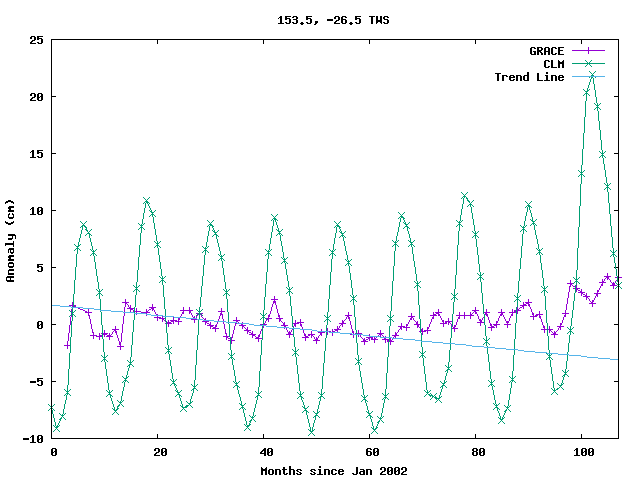 153.5, -26.5 TWS
GRACE
CLM
Trend Line
25
20
15
10
5
0
-5
-10
Anomaly (cm)
0 20 40 60 80 100
Months since Jan 2002